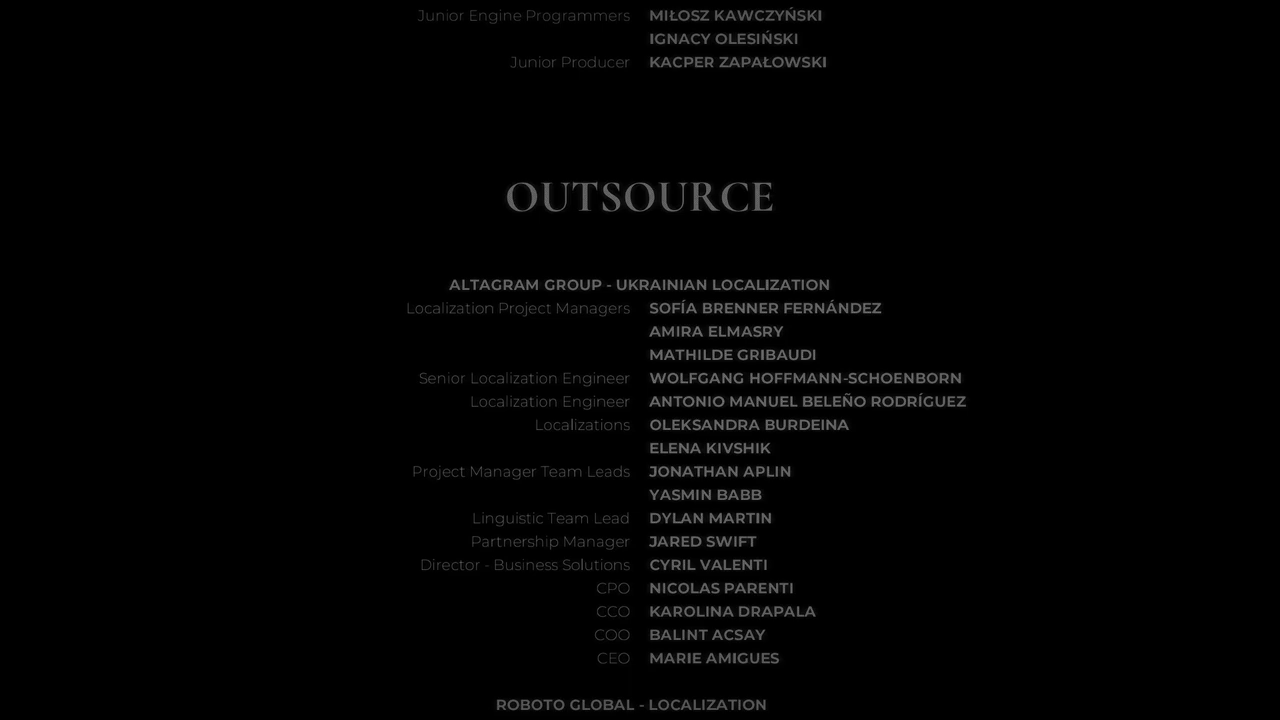 Junior Engine Programmers MIŁOSZ KAWCZYŃSKI
IGNACY OLESIŃSKI
Junior Producer KACPER ZAPAŁOWSKI
OUTSOURCE
ALTAGRAM GROUP - UKRAINIAN LOCALIZATION
Localization Project Managers SOFÍA BRENNER FERNÁNDEZ
AMIRA ELMASRY
MATHILDE GRIBAUDI
Senior Localization Engineer WOLFGANG HOFFMANN-SCHOENBORN
Localization Engineer ANTONIO MANUEL BELEÑO RODRÍGUEZ
Localizations OLEKSANDRA BURDEINA
ELENA KIVSHIK
Project Manager Team Leads JONATHAN APLIN
YASMIN BABB
Linguistic Team Lead DYLAN MARTIN
Partnership Manager JARED SWIFT
Director - Business Solutions CYRIL VALENTI
CPO NICOLAS PARENTI
CCO KAROLINA DRAPALA
COO BALINT ACSAY
CEO MARIE AMIGUES
ROBOTO GLOBAL - LOCALIZATION